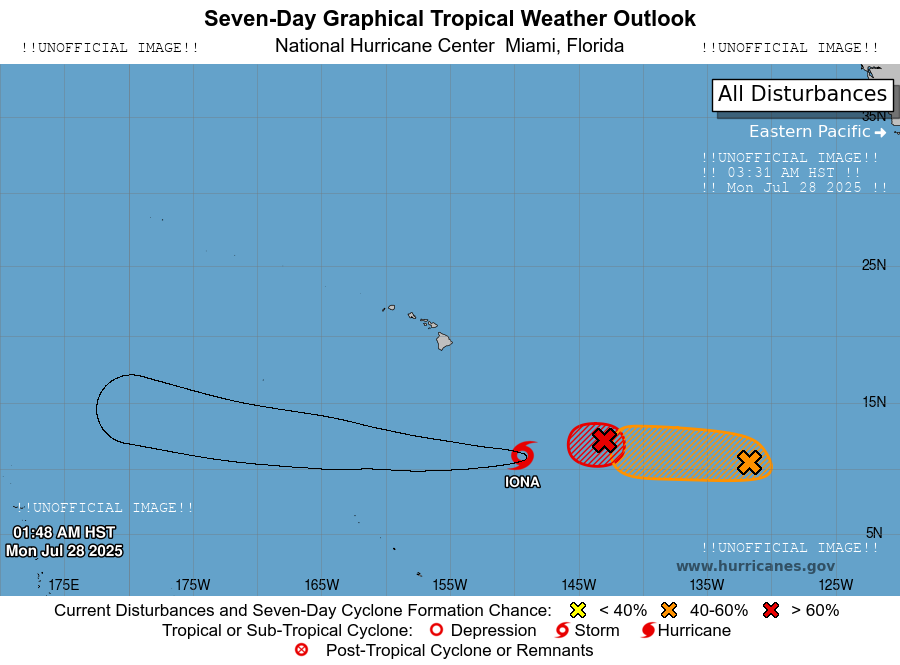 Seven-Day Graphical Tropical Weather Outlook
!!UNOFFICIAL IMAGE!! National Hurricane Center Miami, Florida !!UNOFFICIAL IMAGE!!
All Disturbances
35N
Eastern Pacific →
!!UNOFFICIAL IMAGE!!
!! 03:31 AM HST !!
!! Mon Jul 28 2025 !!
25N
15N
IONA
!!UNOFFICIAL IMAGE!!
01:48 AM HST
Mon Jul 28 2025
5N
!!UNOFFICIAL IMAGE!!
www.hurricanes.gov
175E 175W 165W 155W 145W 135W 125W
Current Disturbances and Seven-Day Cyclone Formation Chance: < 40% 40-60% > 60%
Tropical or Sub-Tropical Cyclone: Depression Storm Hurricane
Post-Tropical Cyclone or Remnants